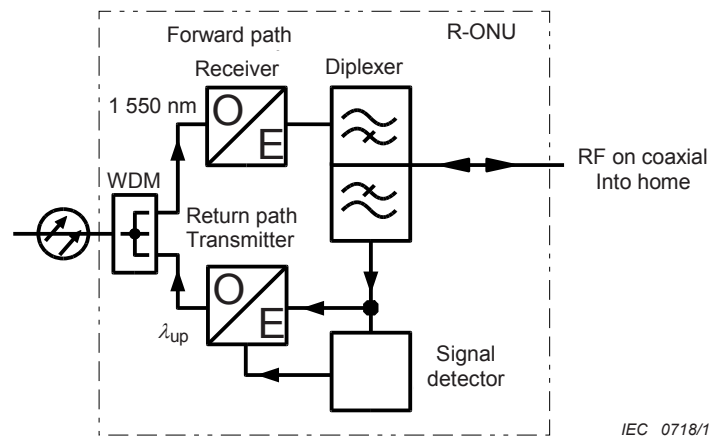 R-ONU
Forward path
Receiver
Diplexer
1 550 nm
O
E
RF on coaxial
Into home
WDM
Return path
Transmitter
O
E
λup
Signal
detector
IEC 0718/1